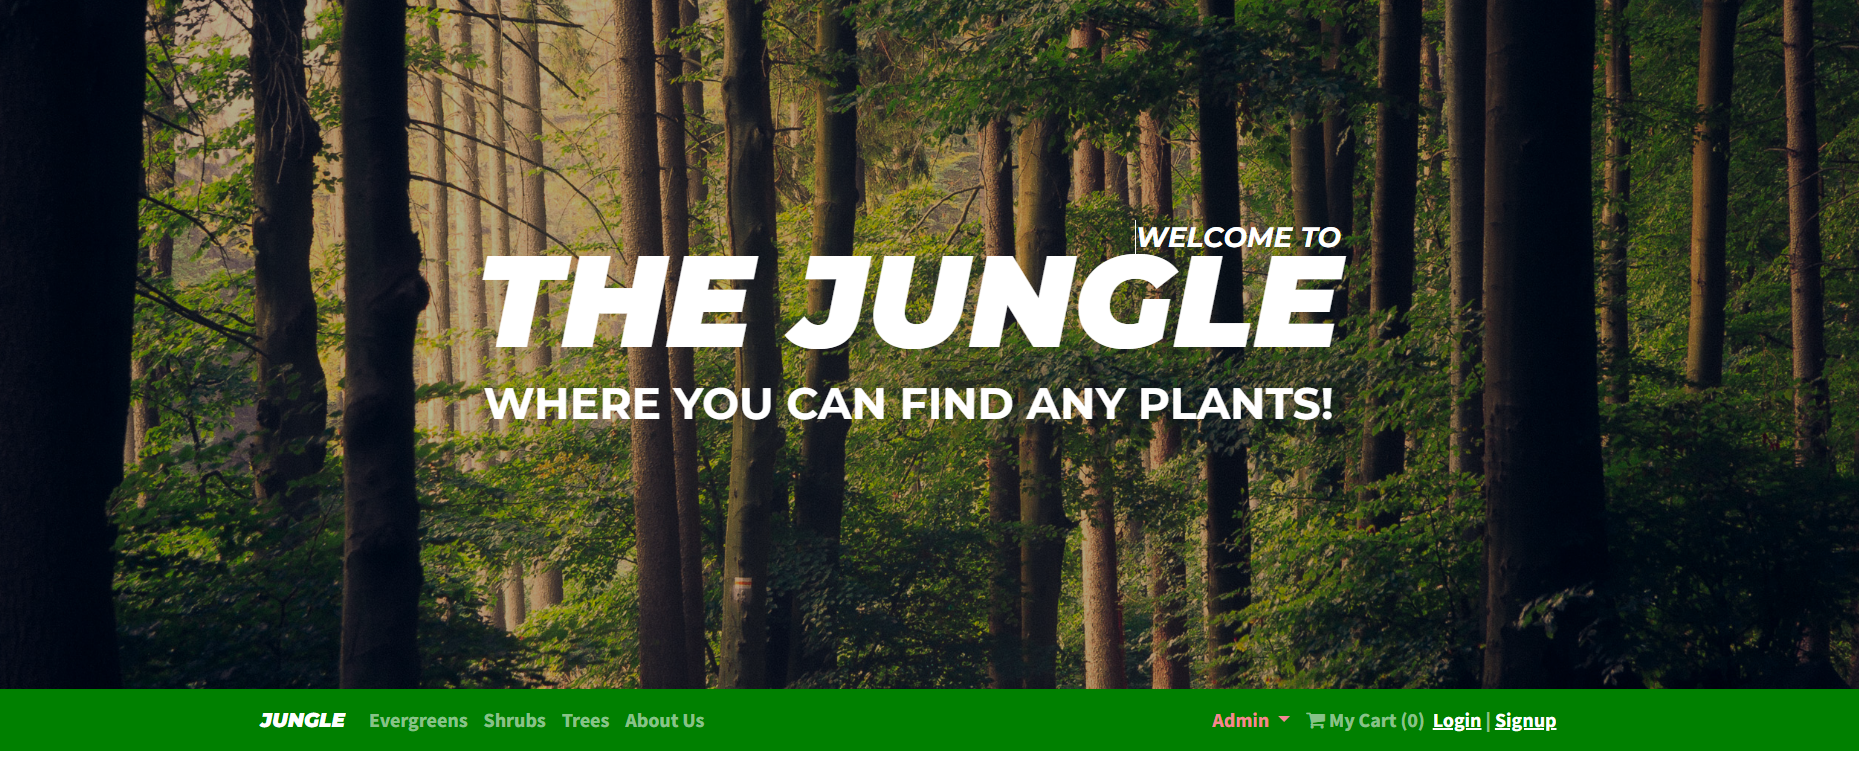 WELCOME TO
THE JUNGLE
WHERE YOU CAN FIND ANY PLANTS!
JUNGLE Evergreens Shrubs Trees About Us Admin My Cart (0) Login | Signup